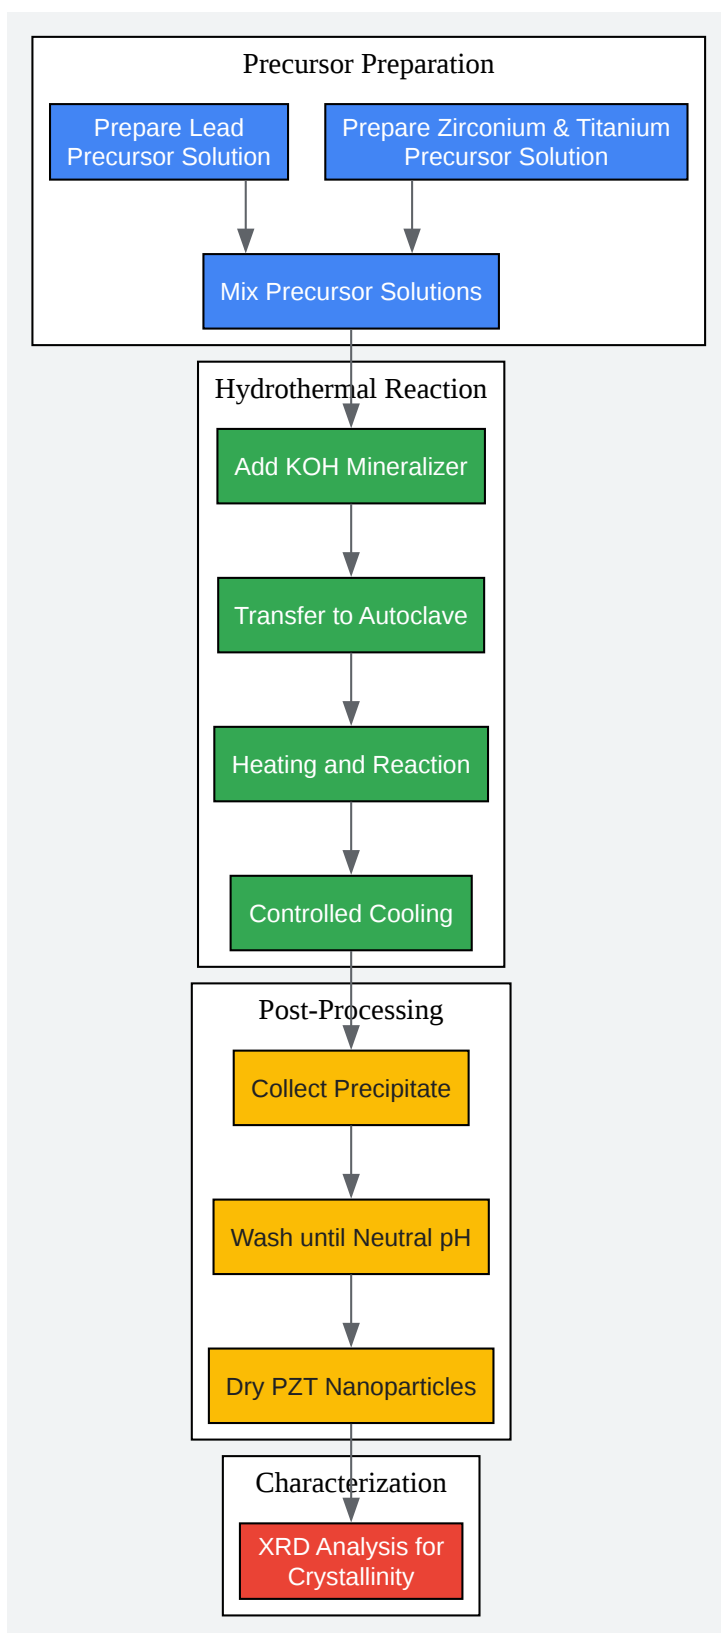 Precursor Preparation
Prepare Lead
Precursor Solution
Prepare Zirconium & Titanium
Precursor Solution
Mix Precursor Solutions
Hydrothermal Reaction
Add KOH Mineralizer
Transfer to Autoclave
Heating and Reaction
Controlled Cooling
Post-Processing
Collect Precipitate
Wash until Neutral pH
Dry PZT Nanoparticles
Characterization
XRD Analysis for
Crystallinity